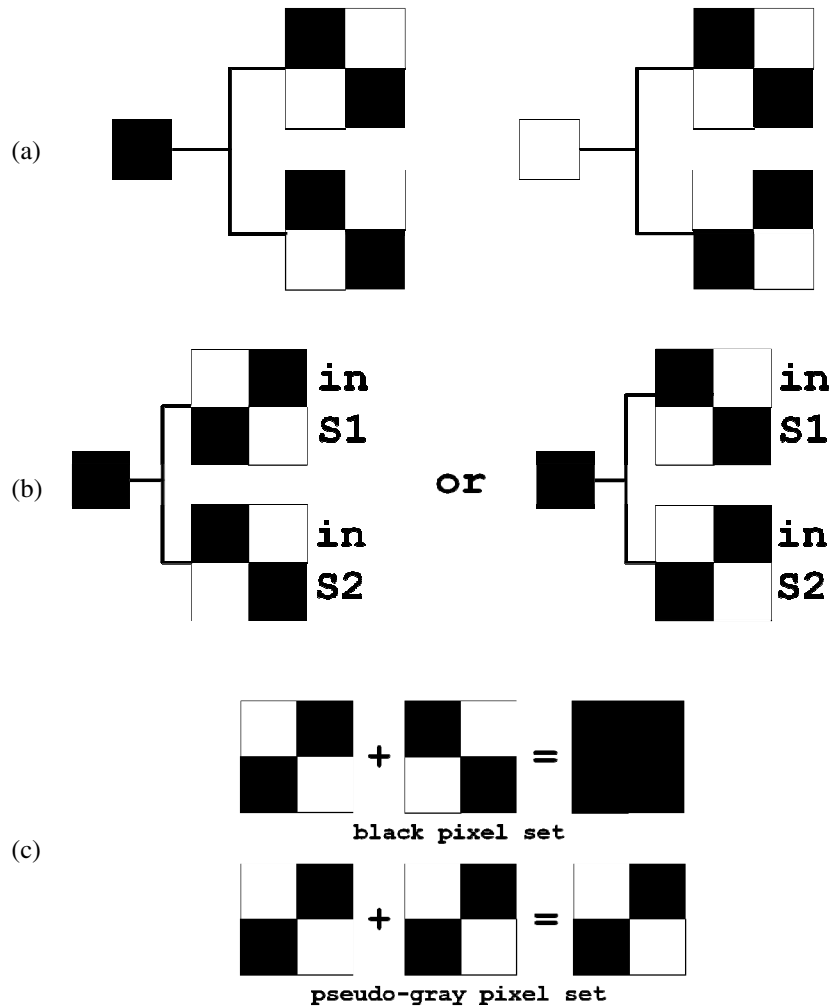 (a)
in
S1
in
S2
(b)
or
in
S1
in
S2
+
=
black pixel set
(c)
+
=
pseudo-gray pixel set